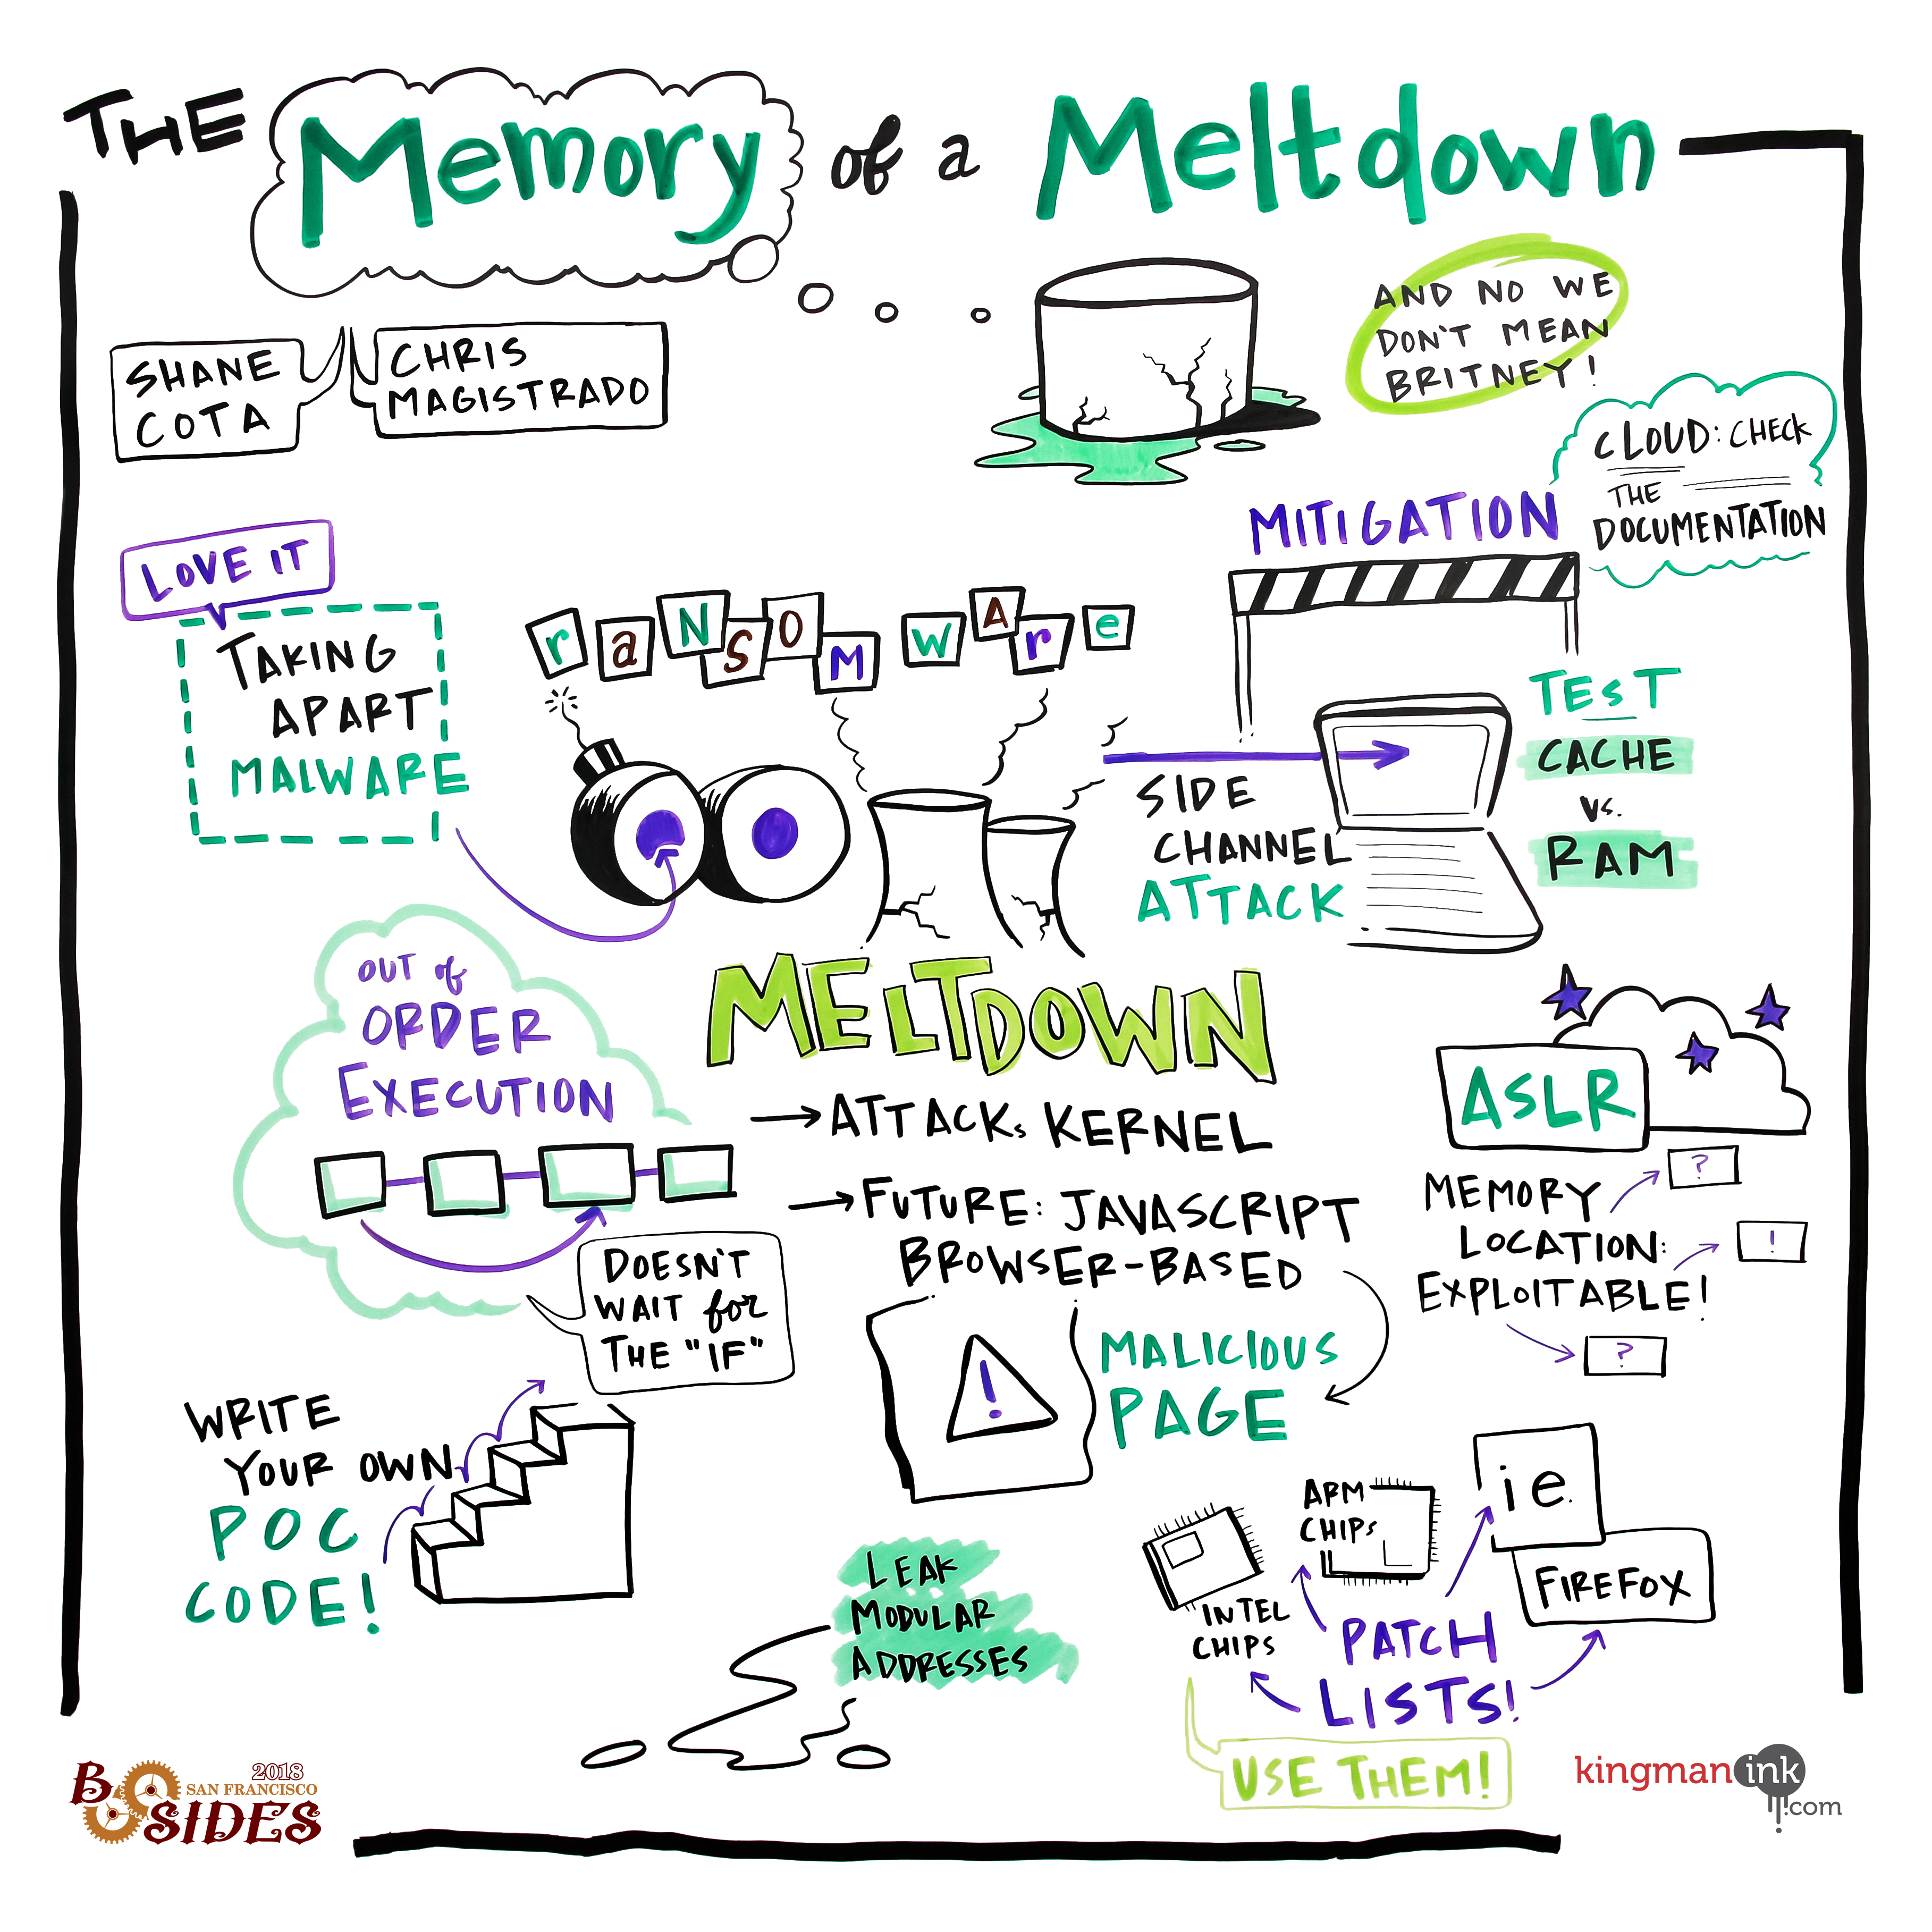 THE Memory of a Meltdown
SHANE
COTA
CHRIS
MAGISTRADO
AND NO WE
DON'T MEAN
BRITNEY!
CLOUD: CHECK
THE
DOCUMENTATION
MITIGATION
LOVE IT
TAKING
APART
MALWARE
raNSOM wAre
SIDE
CHANNEL
ATTACK
TEST
CACHE
vs.
RAM
OUT of
ORDER
EXECUTION
DOESN'T
WAIT for
THE "IF"
MELTDOWN
→ATTACKs KERNEL
→FUTURE: JAVASCRIPT
BROWSER-BASED
!
MALICIOUS
PAGE
ASLR
MEMORY
LOCATION:
EXPLOITABLE!
?
!
?
WRITE
YOUR OWN
POC
CODE!
LEAK
MODULAR
ADDRESSES
INTEL
CHIPS
ARM
CHIPs
ie.
FIREFOX
PATCH
LISTS!
USE THEM!
2018
SAN FRANCISCO
BSIDES
kingmanink
.com